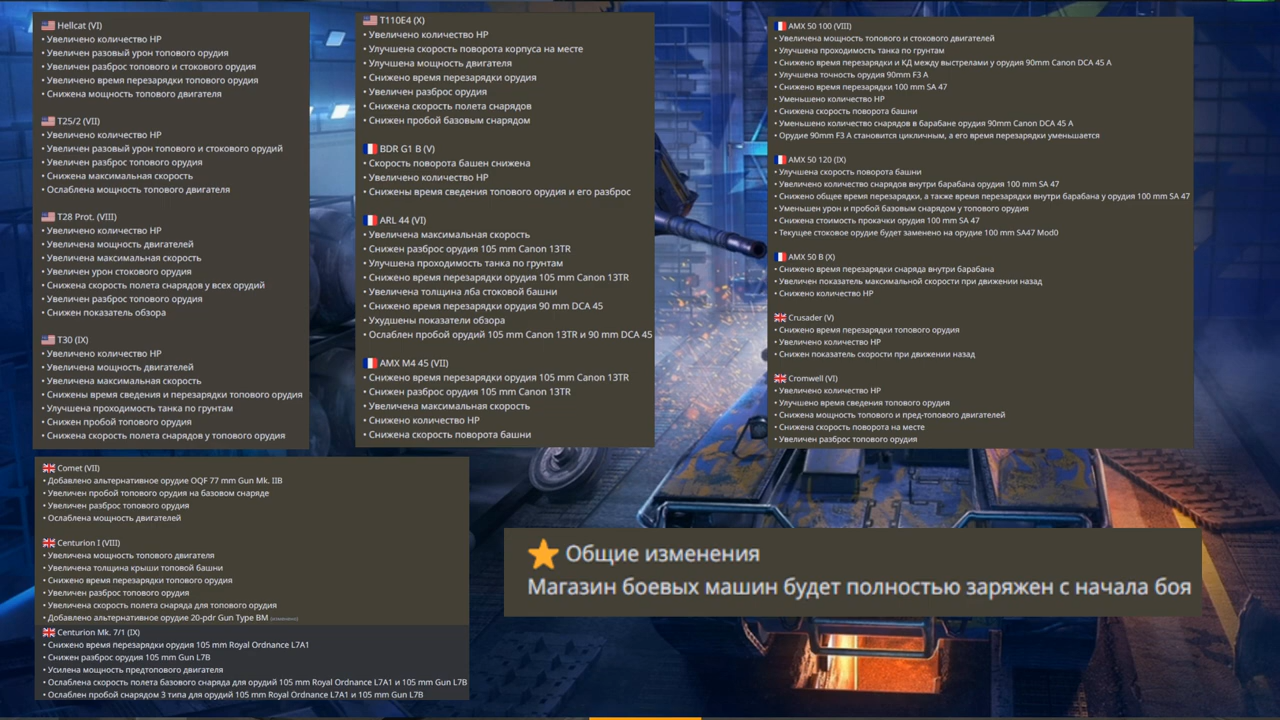 Hellcat (VI)
• Увеличено количество HP
• Увеличен разовый урон топового орудия
• Увеличен разброс топового и стокового орудия
• Увеличено время перезарядки топового орудия
• Снижена мощность топового двигателя
T25/2 (VII)
• Увеличено количество HP
• Увеличен разовый урон топового и стокового орудий
• Увеличен разброс топового орудия
• Снижена максимальная скорость
• Ослаблена мощность топового двигателя
T28 Prot. (VIII)
• Увеличено количество HP
• Увеличена мощность двигателей
• Увеличена максимальная скорость
• Увеличен урон стокового орудия
• Снижена скорость полета снарядов у всех орудий
• Увеличен разброс топового орудия
• Снижен показатель обзора
T30 (IX)
• Увеличено количество HP
• Увеличена мощность двигателей
• Увеличена максимальная скорость
• Снижены время сведения и перезарядки топового орудия
• Улучшена проходимость танка по грунтам
• Снижен пробой топового орудия
• Снижена скорость полета снарядов у топового орудия
T110E4 (X)
• Увеличено количество HP
• Улучшена скорость поворота корпуса на месте
• Улучшена мощность двигателя
• Снижено время перезарядки орудия
• Увеличен разброс орудия
• Снижена скорость полета снарядов
• Снижен пробой базовым снарядом
BDR G1 B (V)
• Скорость поворота башен снижена
• Увеличено количество HP
• Снижены время сведения топового орудия и его разброс
ARL 44 (VI)
• Увеличена максимальная скорость
• Снижен разброс орудия 105 mm Canon 13TR
• Улучшена проходимость танка по грунтам
• Снижено время перезарядки орудия 105 mm Canon 13TR
• Увеличена толщина лба стоковой башни
• Снижено время перезарядки орудия 90 mm DCA 45
• Ухудшены показатели обзора
• Ослаблен пробой орудий 105 mm Canon 13TR и 90 mm DCA 45
AMX M4 45 (VII)
• Снижено время перезарядки орудия 105 mm Canon 13TR
• Снижен разброс орудия 105 mm Canon 13TR
• Увеличена максимальная скорость
• Снижено количество HP
• Снижена скорость поворота башни
AMX 50 100 (VIII)
• Увеличена мощность топового и стокового двигателей
• Улучшена проходимость танка по грунтам
• Снижено время перезарядки и КД между выстрелами у орудия 90mm Canon DCA 45 A
• Улучшена точность орудия 90mm F3 A
• Снижено время перезарядки 100 mm SA 47
• Уменьшено количество HP
• Снижена скорость поворота башни
• Уменьшено количество снарядов в барабане орудия 90mm Canon DCA 45 A
• Орудие 90mm F3 A становится цикличным, а его время перезарядки уменьшается
AMX 50 120 (IX)
• Улучшена скорость поворота башни
• Увеличено количество снарядов внутри барабана орудия 100 mm SA 47
• Снижено общее время перезарядки, а также время перезарядки внутри барабана у орудия 100 mm SA 47
• Уменьшен урон и пробой базовым снарядом у топового орудия
• Снижена стоимость прокачки орудия 100 mm SA 47
• Текущее стоковое орудие будет заменено на орудие 100 mm SA47 Mod0
AMX 50 B (X)
• Снижено время перезарядки снаряда внутри барабана
• Увеличен показатель максимальной скорости при движении назад
• Снижено количество HP
Crusader (V)
• Снижено время перезарядки топового орудия
• Увеличено количество HP
• Снижен показатель скорости при движении назад
Cromwell (VI)
• Увеличено количество HP
• Улучшено время сведения топового орудия
• Снижена мощность топового и пред-топового двигателей
• Снижена скорость поворота на месте
• Увеличен разброс топового орудия
Comet (VII)
• Добавлено альтернативное орудие OQF 77 mm Gun Mk. IIB
• Увеличен пробой топового орудия на базовом снаряде
• Увеличен разброс топового орудия
• Ослаблена мощность двигателей
Centurion I (VIII)
• Увеличена мощность топового двигателя
• Увеличена толщина крыши топовой башни
• Снижено время перезарядки топового орудия
• Увеличен разброс топового орудия
• Увеличена скорость полета снаряда для топового орудия
• Добавлено альтернативное орудие 20-pdr Gun Type BM (изменено)
Centurion Mk. 7/1 (IX)
• Снижено время перезарядки орудия 105 mm Royal Ordnance L7A1
• Снижен разброс орудия 105 mm Gun L7B
• Усилена мощность предтопового двигателя
• Ослаблена скорость полета базового снаряда для орудий 105 mm Royal Ordnance L7A1 и 105 mm Gun L7B
• Ослаблен пробой снарядом 3 типа для орудий 105 mm Royal Ordnance L7A1 и 105 mm Gun L7B
Общие изменения
Магазин боевых машин будет полностью заряжен с начала боя